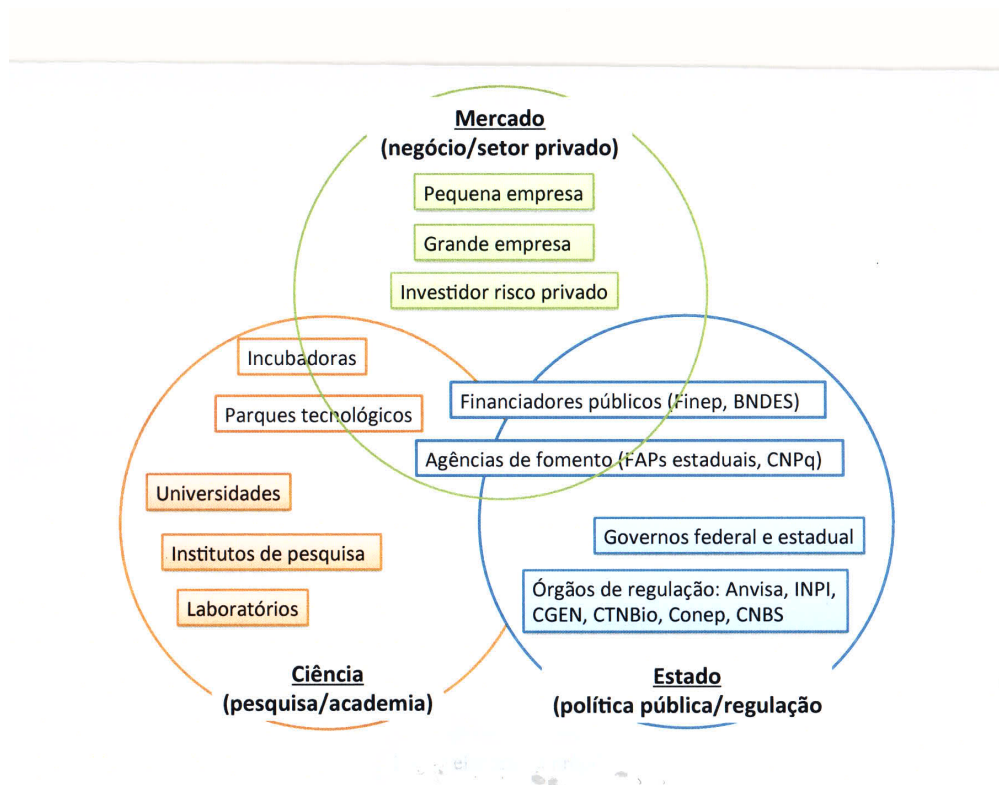 Mercado
(negócio/setor privado)
Pequena empresa
Grande empresa
Investidor risco privado
Incubadoras
Parques tecnológicos
Financiadores públicos (Finep, BNDES)
Agências de fomento (FAPs estaduais, CNPq)
Universidades
Institutos de pesquisa
Laboratórios
Governos federal e estadual
Órgãos de regulação: Anvisa, INPI,
CGEN, CTNBio, Conep, CNBS
Ciência
(pesquisa/academia)
Estado
(política pública/regulação